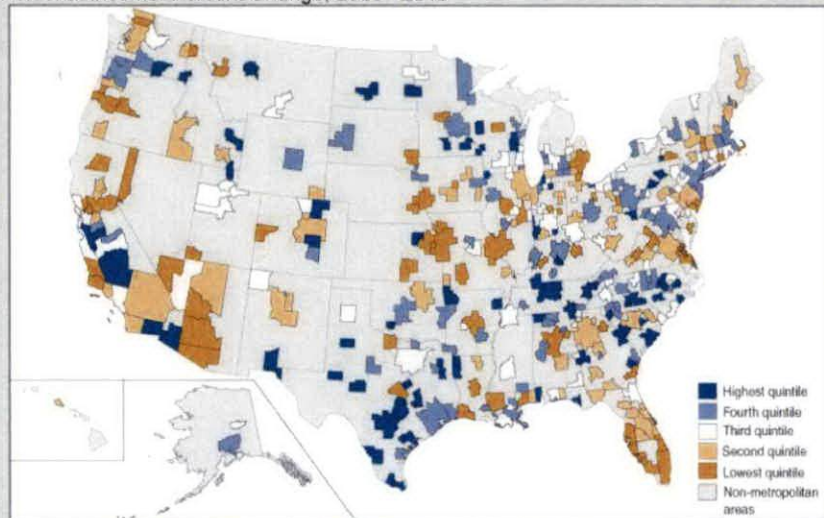 Highest quintile
Fourth quintile
Third quintile
Second quintile
Lowest quintile
Non-metropolitan
areas